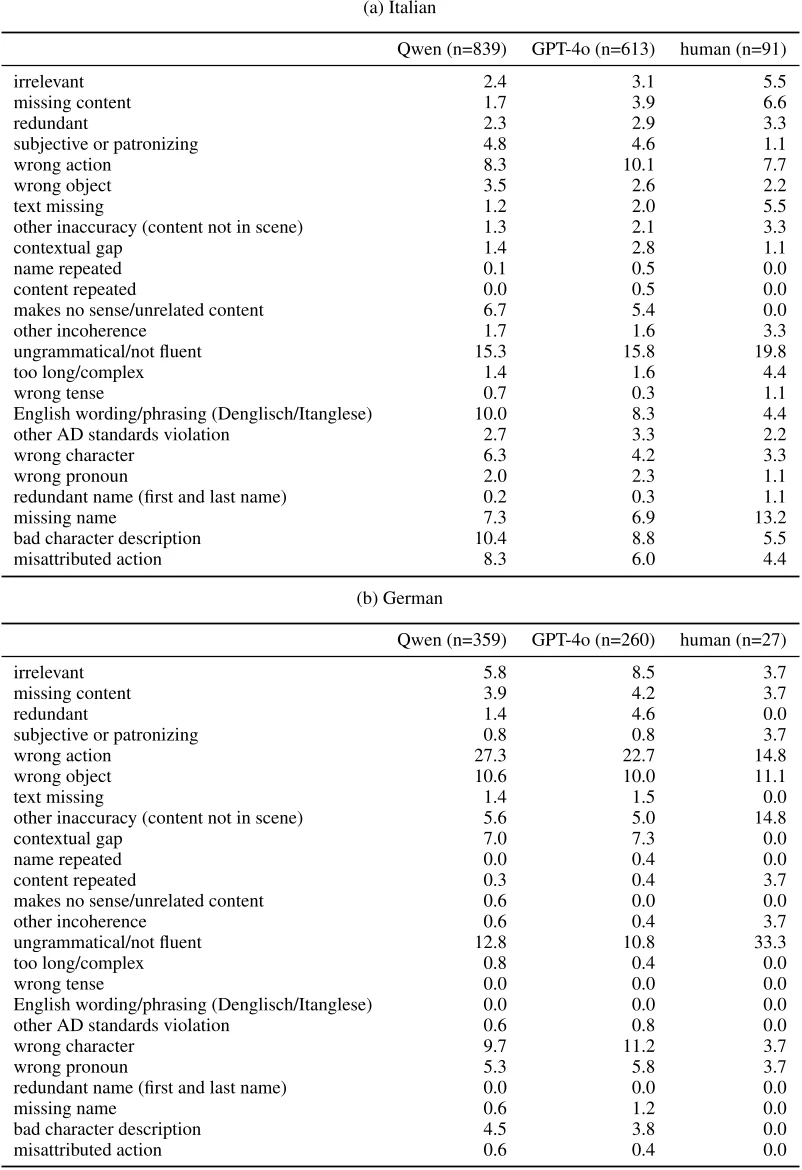 (a) Italian
Qwen (n=839) GPT-4o (n=613) human (n=91)
irrelevant 2.4 3.1 5.5
missing content 1.7 3.9 6.6
redundant 2.3 2.9 3.3
subjective or patronizing 4.8 4.6 1.1
wrong action 8.3 10.1 7.7
wrong object 3.5 2.6 2.2
text missing 1.2 2.0 5.5
other inaccuracy (content not in scene) 1.3 2.1 3.3
contextual gap 1.4 2.8 1.1
name repeated 0.1 0.5 0.0
content repeated 0.0 0.5 0.0
makes no sense/unrelated content 6.7 5.4 0.0
other incoherence 1.7 1.6 3.3
ungrammatical/not fluent 15.3 15.8 19.8
too long/complex 1.4 1.6 4.4
wrong tense 0.7 0.3 1.1
English wording/phrasing (Denglisch/Itanglese) 10.0 8.3 4.4
other AD standards violation 2.7 3.3 2.2
wrong character 6.3 4.2 3.3
wrong pronoun 2.0 2.3 1.1
redundant name (first and last name) 0.2 0.3 1.1
missing name 7.3 6.9 13.2
bad character description 10.4 8.8 5.5
misattributed action 8.3 6.0 4.4
(b) German
Qwen (n=359) GPT-4o (n=260) human (n=27)
irrelevant 5.8 8.5 3.7
missing content 3.9 4.2 3.7
redundant 1.4 4.6 0.0
subjective or patronizing 0.8 0.8 3.7
wrong action 27.3 22.7 14.8
wrong object 10.6 10.0 11.1
text missing 1.4 1.5 0.0
other inaccuracy (content not in scene) 5.6 5.0 14.8
contextual gap 7.0 7.3 0.0
name repeated 0.0 0.4 0.0
content repeated 0.3 0.4 3.7
makes no sense/unrelated content 0.6 0.0 0.0
other incoherence 0.6 0.4 3.7
ungrammatical/not fluent 12.8 10.8 33.3
too long/complex 0.8 0.4 0.0
wrong tense 0.0 0.0 0.0
English wording/phrasing (Denglisch/Itanglese) 0.0 0.0 0.0
other AD standards violation 0.6 0.8 0.0
wrong character 9.7 11.2 3.7
wrong pronoun 5.3 5.8 3.7
redundant name (first and last name) 0.0 0.0 0.0
missing name 0.6 1.2 0.0
bad character description 4.5 3.8 0.0
misattributed action 0.6 0.4 0.0